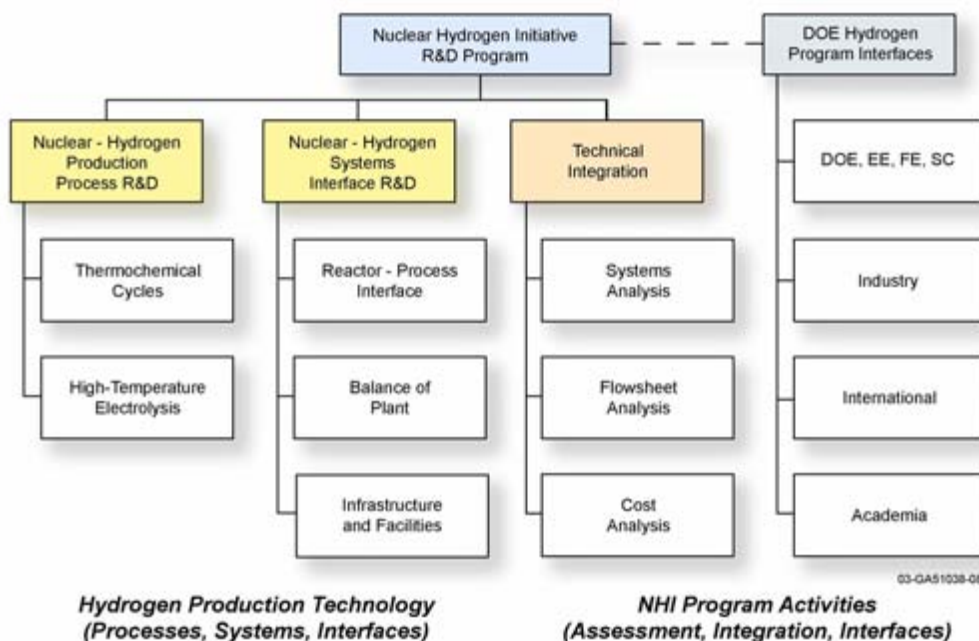 Nuclear Hydrogen Initiative
R&D Program
DOE Hydrogen
Program Interfaces
Nuclear - Hydrogen
Production
Process R&D
Nuclear - Hydrogen
Systems
Interface R&D
Technical
Integration
DOE, EE, FE, SC
Thermochemical
Cycles
Reactor - Process
Interface
Systems
Analysis
Industry
High-Temperature
Electrolysis
Balance of
Plant
Flowsheet
Analysis
International
Infrastructure
and Facilities
Cost
Analysis
Academia
Hydrogen Production Technology
(Processes, Systems, Interfaces)
NHI Program Activities
(Assessment, Integration, Interfaces)